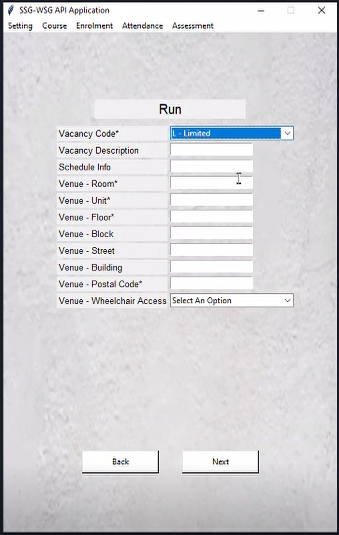 SSG-WSG API Application
Setting Course Enrolment Attendance Assessment
Run
Vacancy Code* L - Limited
Vacancy Description
Schedule Info
Venue - Room*
Venue - Unit*
Venue - Floor*
Venue - Block
Venue - Street
Venue - Building
Venue - Postal Code*
Venue - Wheelchair Access Select An Option
Back Next